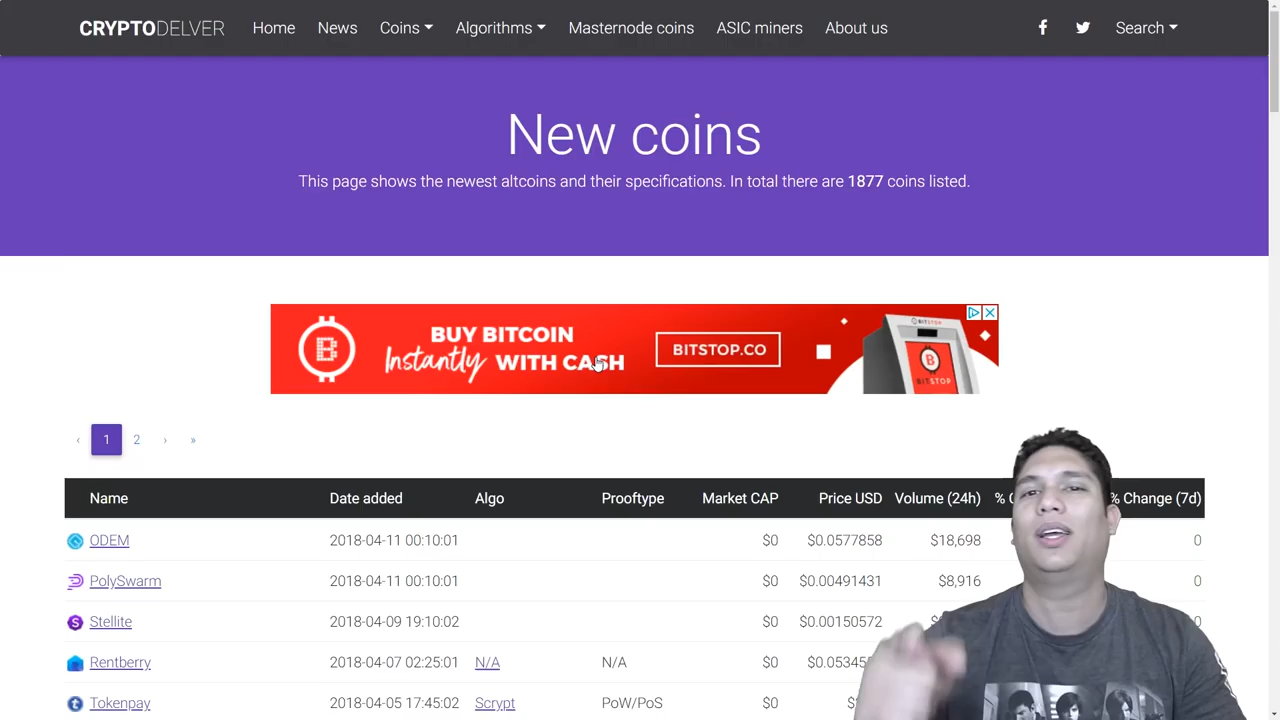 CRYPTODELVER Home News Coins Algorithms Masternode coins ASIC miners About us Search
New coins
This page shows the newest altcoins and their specifications. In total there are 1877 coins listed.
BUY BITCOIN
Instantly WITH CASH
BITSTOP.CO
BITSTOP
BITSTOP
‹ 1 2 › »
Name Date added Algo Prooftype Market CAP Price USD Volume (24h) % % Change (7d)
ODEM 2018-04-11 00:10:01 $0 $0.0577858 $18,698 0
PolySwarm 2018-04-11 00:10:01 $0 $0.00491431 $8,916 0
Stellite 2018-04-09 19:10:02 $0 $0.00150572 0
Rentberry 2018-04-07 02:25:01 N/A N/A $0
Tokenpay 2018-04-05 17:45:02 Scrypt PoW/PoS $0